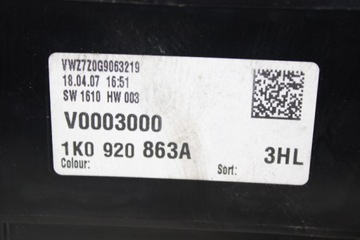 VWZ7Z0G9063219
18.04.07 16:51
SW 1610 HW 003
V0003000
1K0 920 863A
Colour: Sort: 3HL